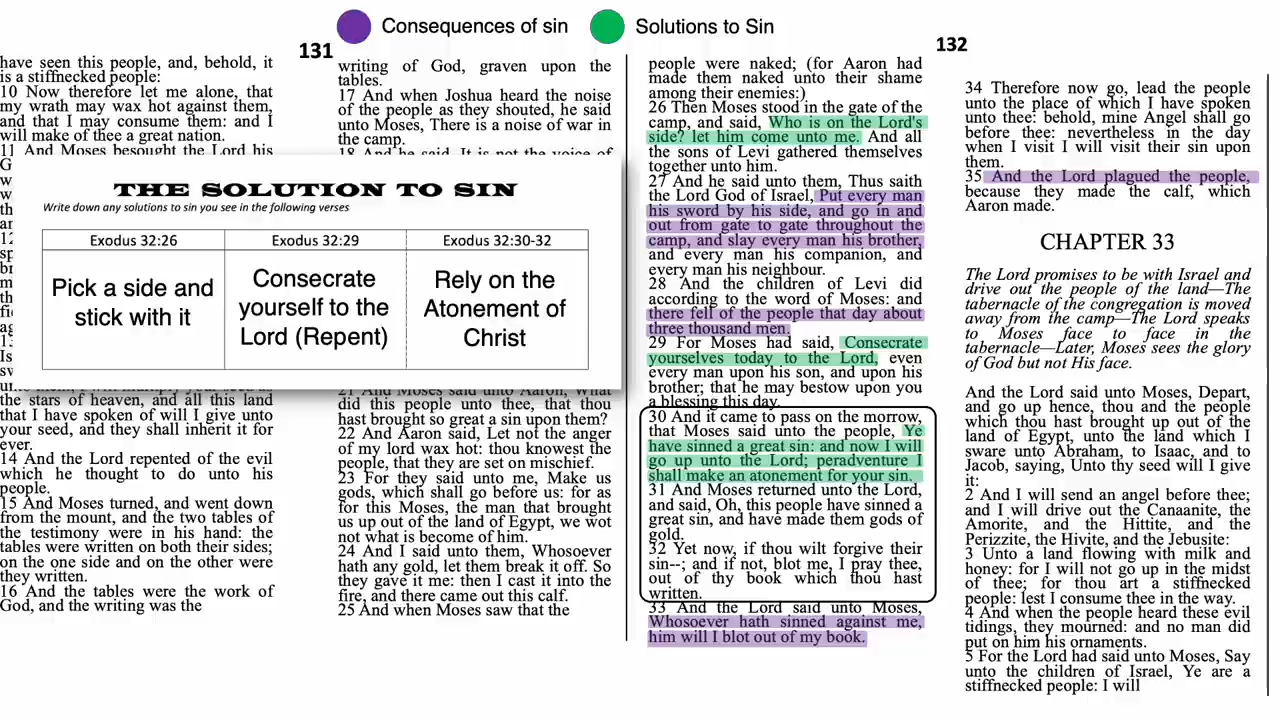 Consequences of sin
Solutions to Sin
131
132
have seen this people, and, behold, it
is a stiffnecked people:
10 Now therefore let me alone, that
my wrath may wax hot against them,
and that I may consume them: and I
will make of thee a great nation.
11 And Moses besought the Lord his
THE SOLUTION TO SIN
Write down any solutions to sin you see in the following verses
Exodus 32:26
Exodus 32:29
Exodus 32:30-32
Pick a side and
stick with it
Consecrate
yourself to the
Lord (Repent)
Rely on the
Atonement of
Christ
the stars of heaven, and all this land
that I have spoken of will I give unto
your seed, and they shall inherit it for
ever.
14 And the Lord repented of the evil
which he thought to do unto his
people.
15 And Moses turned, and went down
from the mount, and the two tables of
the testimony were in his hand: the
tables were written on both their sides;
on the one side and on the other were
they written.
16 And the tables were the work of
God, and the writing was the
writing of God, graven upon the
tables.
17 And when Joshua heard the noise
of the people as they shouted, he said
unto Moses, There is a noise of war in
the camp.
18 And he said, It is not the voice of
21 And Moses said unto Aaron, What
did this people unto thee, that thou
hast brought so great a sin upon them?
22 And Aaron said, Let not the anger
of my lord wax hot: thou knowest the
people, that they are set on mischief.
23 For they said unto me, Make us
gods, which shall go before us: for as
for this Moses, the man that brought
us up out of the land of Egypt, we wot
not what is become of him.
24 And I said unto them, Whosoever
hath any gold, let them break it off. So
they gave it me: then I cast it into the
fire, and there came out this calf.
25 And when Moses saw that the
people were naked; (for Aaron had
made them naked unto their shame
among their enemies:)
26 Then Moses stood in the gate of the
camp, and said, Who is on the Lord's
side? let him come unto me. And all
the sons of Levi gathered themselves
together unto him.
27 And he said unto them, Thus saith
the Lord God of Israel, Put every man
his sword by his side, and go in and
out from gate to gate throughout the
camp, and slay every man his brother,
and every man his companion, and
every man his neighbour.
28 And the children of Levi did
according to the word of Moses: and
there fell of the people that day about
three thousand men.
29 For Moses had said, Consecrate
yourselves today to the Lord, even
every man upon his son, and upon his
brother; that he may bestow upon you
a blessing this day.
30 And it came to pass on the morrow,
that Moses said unto the people, Ye
have sinned a great sin: and now I will
go up unto the Lord; peradventure I
shall make an atonement for your sin.
31 And Moses returned unto the Lord,
and said, Oh, this people have sinned a
great sin, and have made them gods of
gold.
32 Yet now, if thou wilt forgive their
sin--; and if not, blot me, I pray thee,
out of thy book which thou hast
written.
33 And the Lord said unto Moses,
Whosoever hath sinned against me,
him will I blot out of my book.
34 Therefore now go, lead the people
unto the place of which I have spoken
unto thee: behold, mine Angel shall go
before thee: nevertheless in the day
when I visit I will visit their sin upon
them.
35 And the Lord plagued the people,
because they made the calf, which
Aaron made.
CHAPTER 33
The Lord promises to be with Israel and
drive out the people of the land—The
tabernacle of the congregation is moved
away from the camp—The Lord speaks
to Moses face to face in the
tabernacle—Later, Moses sees the glory
of God but not His face.
And the Lord said unto Moses, Depart,
and go up hence, thou and the people
which thou hast brought up out of the
land of Egypt, unto the land which I
sware unto Abraham, to Isaac, and to
Jacob, saying, Unto thy seed will I give
it:
2 And I will send an angel before thee;
and I will drive out the Canaanite, the
Amorite, and the Hittite, and the
Perizzite, the Hivite, and the Jebusite:
3 Unto a land flowing with milk and
honey: for I will not go up in the midst
of thee; for thou art a stiffnecked
people: lest I consume thee in the way.
4 And when the people heard these evil
tidings, they mourned: and no man did
put on him his ornaments.
5 For the Lord had said unto Moses, Say
unto the children of Israel, Ye are a
stiffnecked people: I will